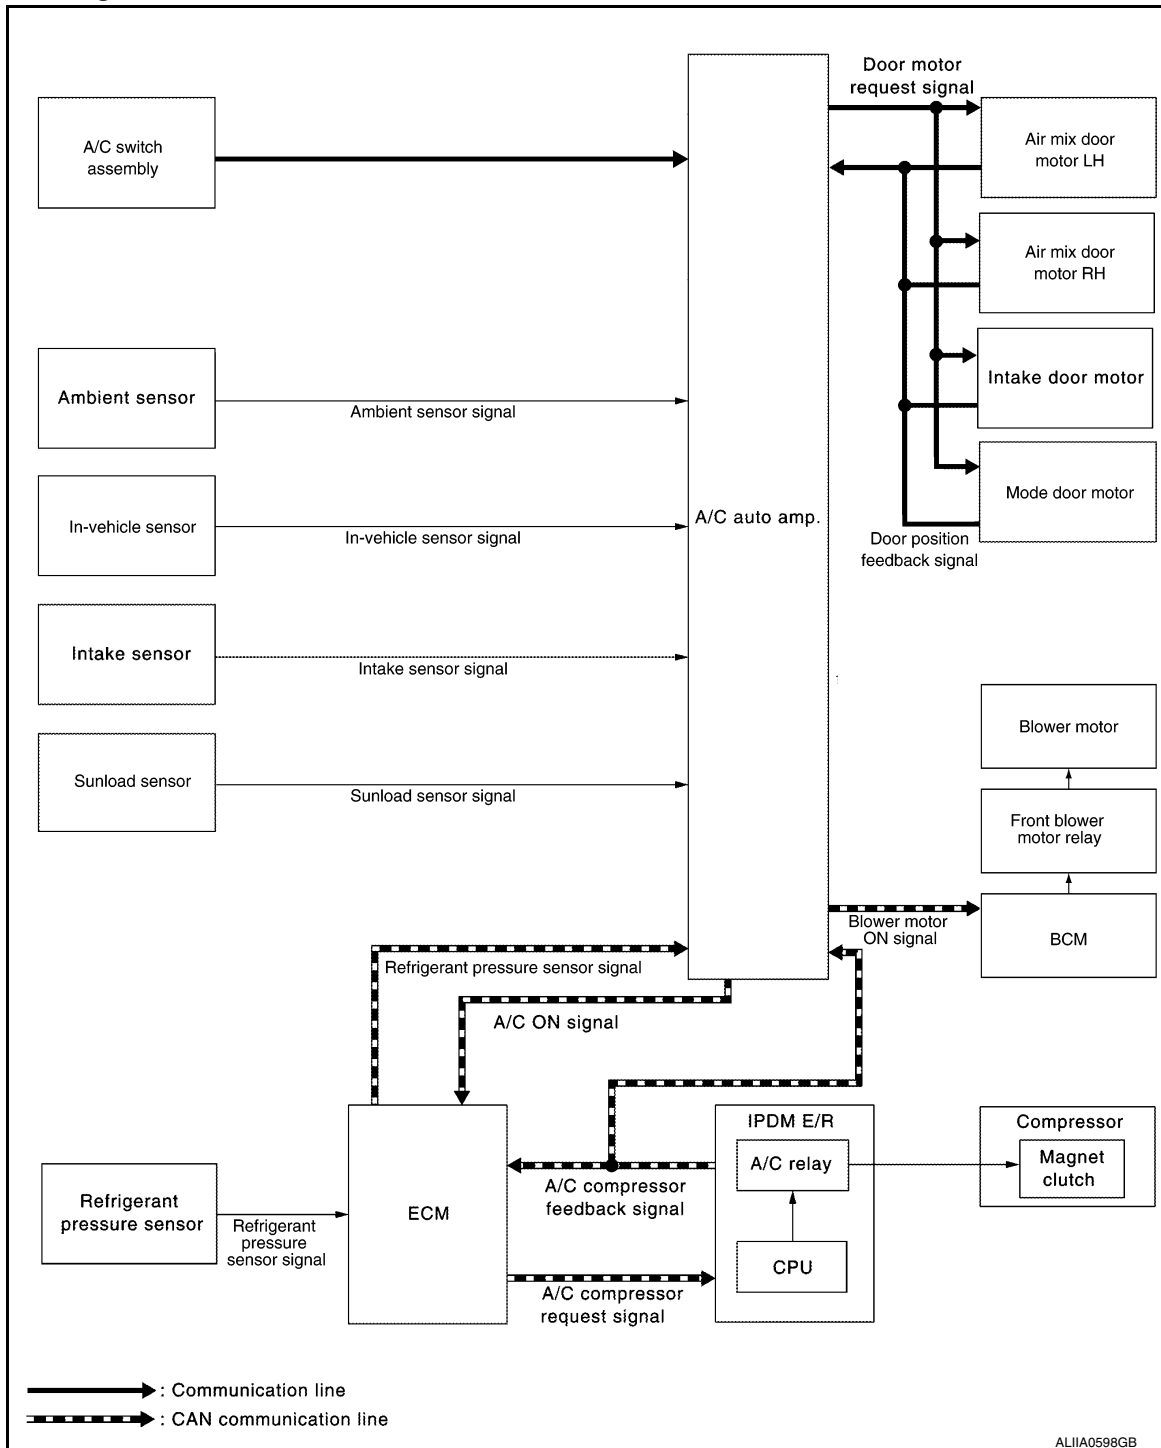 Door motor
request signal
A/C switch
assembly
Air mix door
motor LH
Air mix door
motor RH
Ambient sensor
Ambient sensor signal
Intake door motor
In-vehicle sensor
In-vehicle sensor signal
A/C auto amp.
Mode door motor
Door position
feedback signal
Intake sensor
Intake sensor signal
Sunload sensor
Sunload sensor signal
Blower motor
Front blower
motor relay
Blower motor
ON signal
BCM
Refrigerant pressure sensor signal
A/C ON signal
IPDM E/R
A/C relay
CPU
Compressor
Magnet
clutch
Refrigerant
pressure sensor
Refrigerant
pressure
sensor signal
ECM
A/C compressor
feedback signal
A/C compressor
request signal
: Communication line
: CAN communication line
ALIIA0598GB